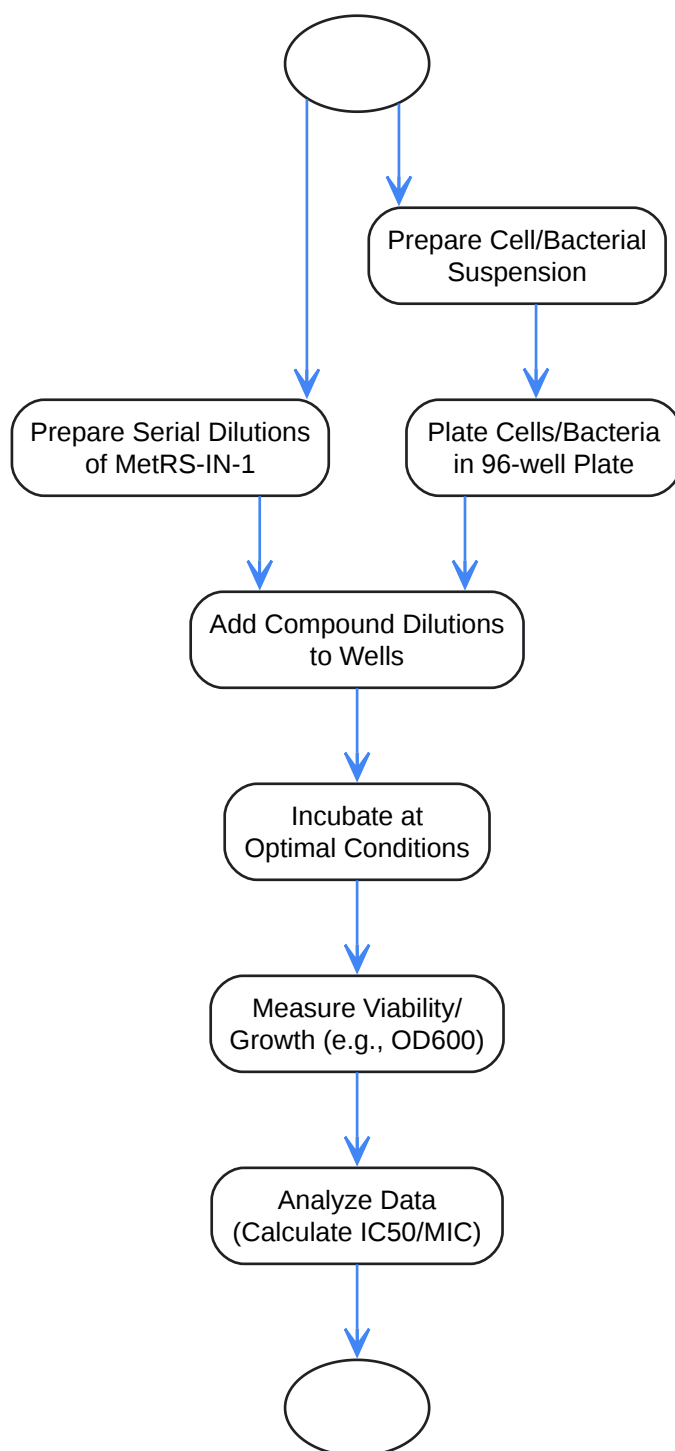 Prepare Cell/Bacterial
Suspension
Prepare Serial Dilutions
of MetRS-IN-1
Plate Cells/Bacteria
in 96-well Plate
Add Compound Dilutions
to Wells
Incubate at
Optimal Conditions
Measure Viability/
Growth (e.g., OD600)
Analyze Data
(Calculate IC50/MIC)